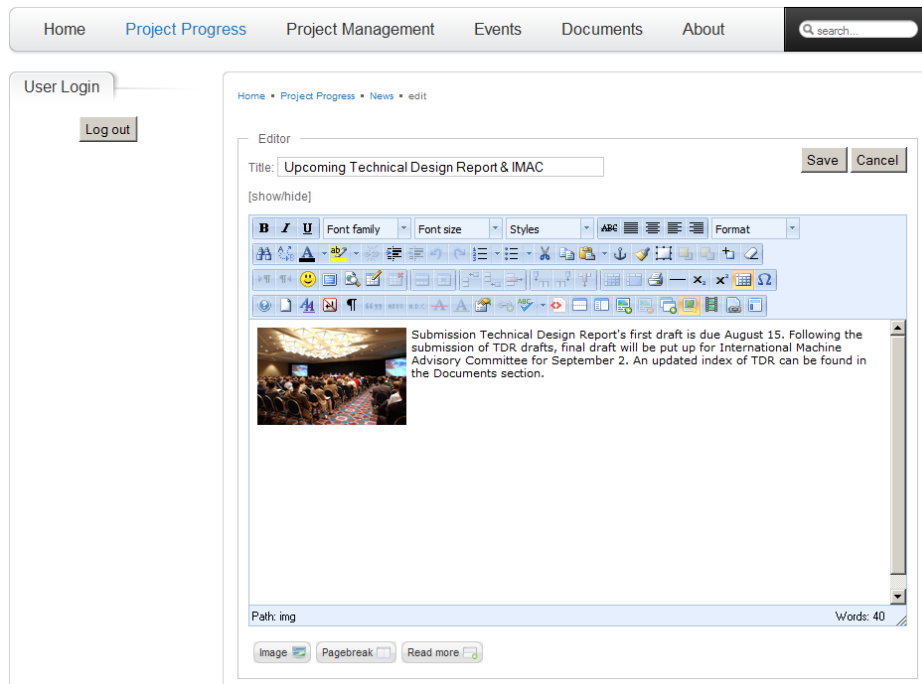 Home Project Progress Project Management Events Documents About search...
User Login
Log out
Home Project Progress News edit
Editor
Title: Upcoming Technical Design Report & IMAC Save Cancel
[show/hide]
B I U Font family Font size Styles ABC Format
Submission Technical Design Report's first draft is due August 15. Following the
submission of TDR drafts, final draft will be put up for International Machine
Advisory Committee for September 2. An updated index of TDR can be found in
the Documents section.
Path: img Words: 40
Image Pagebreak Read more